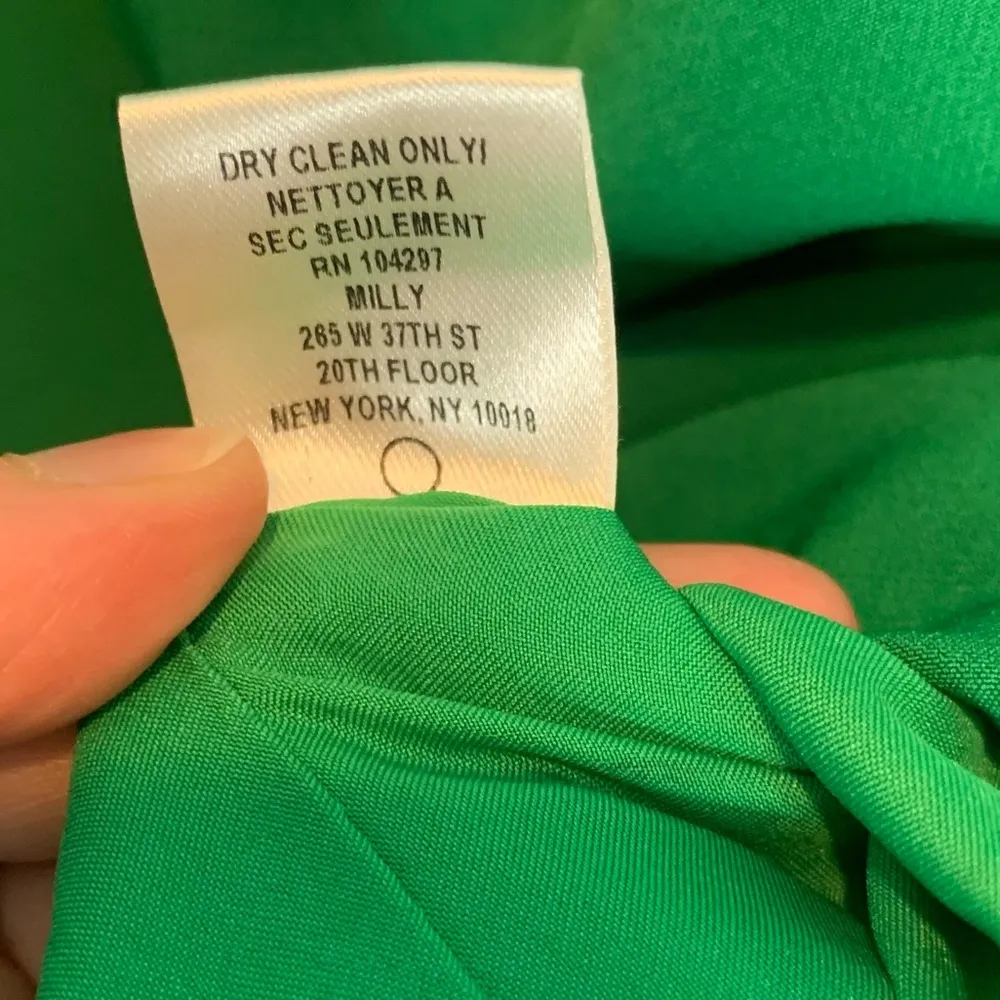 DRY CLEAN ONLY/
NETTOYER A
SEC SEULEMENT
RN 104297
MILLY
265 W 37TH ST
20TH FLOOR
NEW YORK, NY 10018